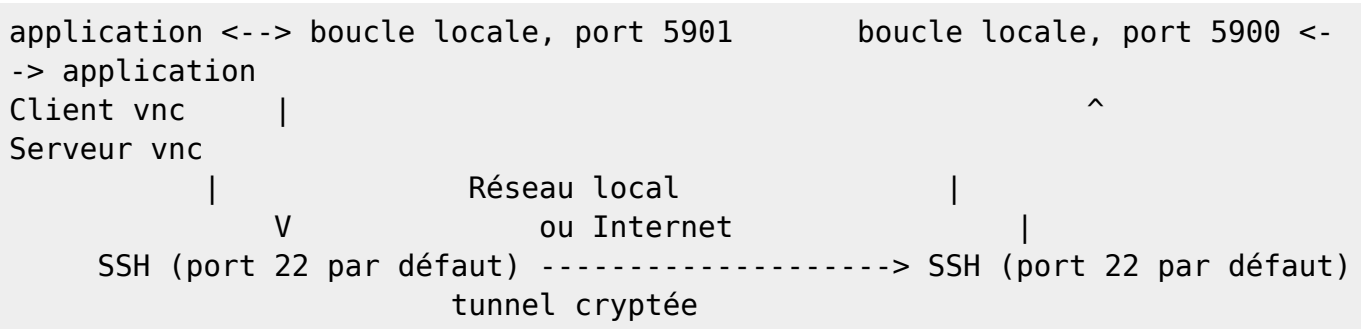 application <--> boucle locale, port 5901          boucle locale, port 5900 <-
-> application
Client vnc     |                                              ^
Serveur vnc
           |              Réseau local               |
               V              ou Internet                |
     SSH (port 22 par défaut) --------------------> SSH (port 22 par défaut)
                         tunnel cryptée